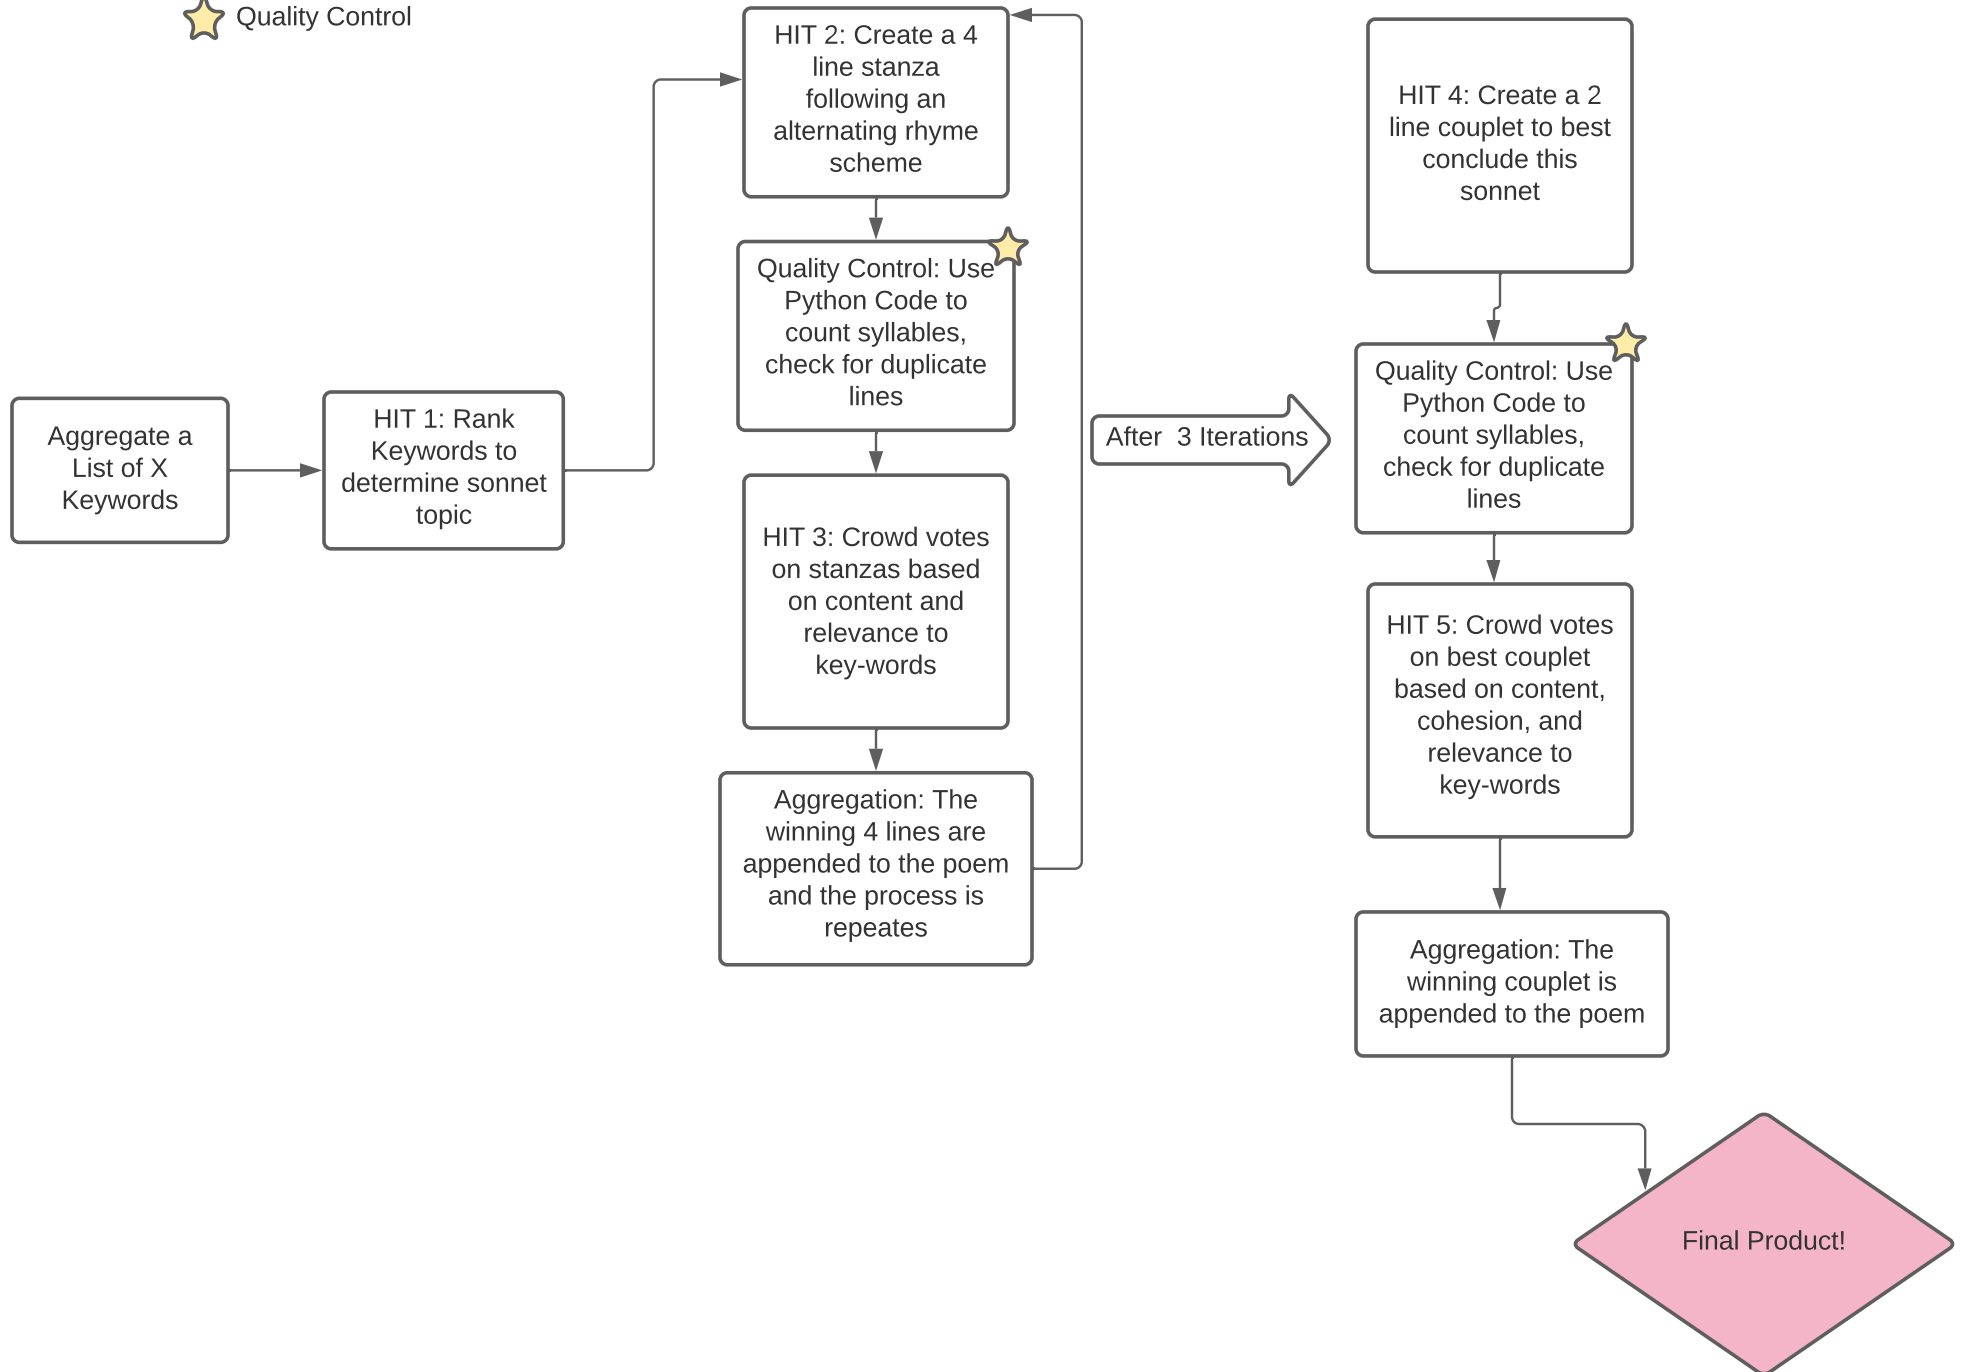 Quality Control
Aggregate a
List of X
Keywords
HIT 1: Rank
Keywords to
determine sonnet
topic
HIT 2: Create a 4
line stanza
following an
alternating rhyme
scheme
Quality Control: Use
Python Code to
count syllables,
check for duplicate
lines
HIT 3: Crowd votes
on stanzas based
on content and
relevance to
key-words
Aggregation: The
winning 4 lines are
appended to the poem
and the process is
repeates
After  3 Iterations
HIT 4: Create a 2
line couplet to best
conclude this
sonnet
Quality Control: Use
Python Code to
count syllables,
check for duplicate
lines
HIT 5: Crowd votes
on best couplet
based on content,
cohesion, and
relevance to
key-words
Aggregation: The
winning couplet is
appended to the poem
Final Product!